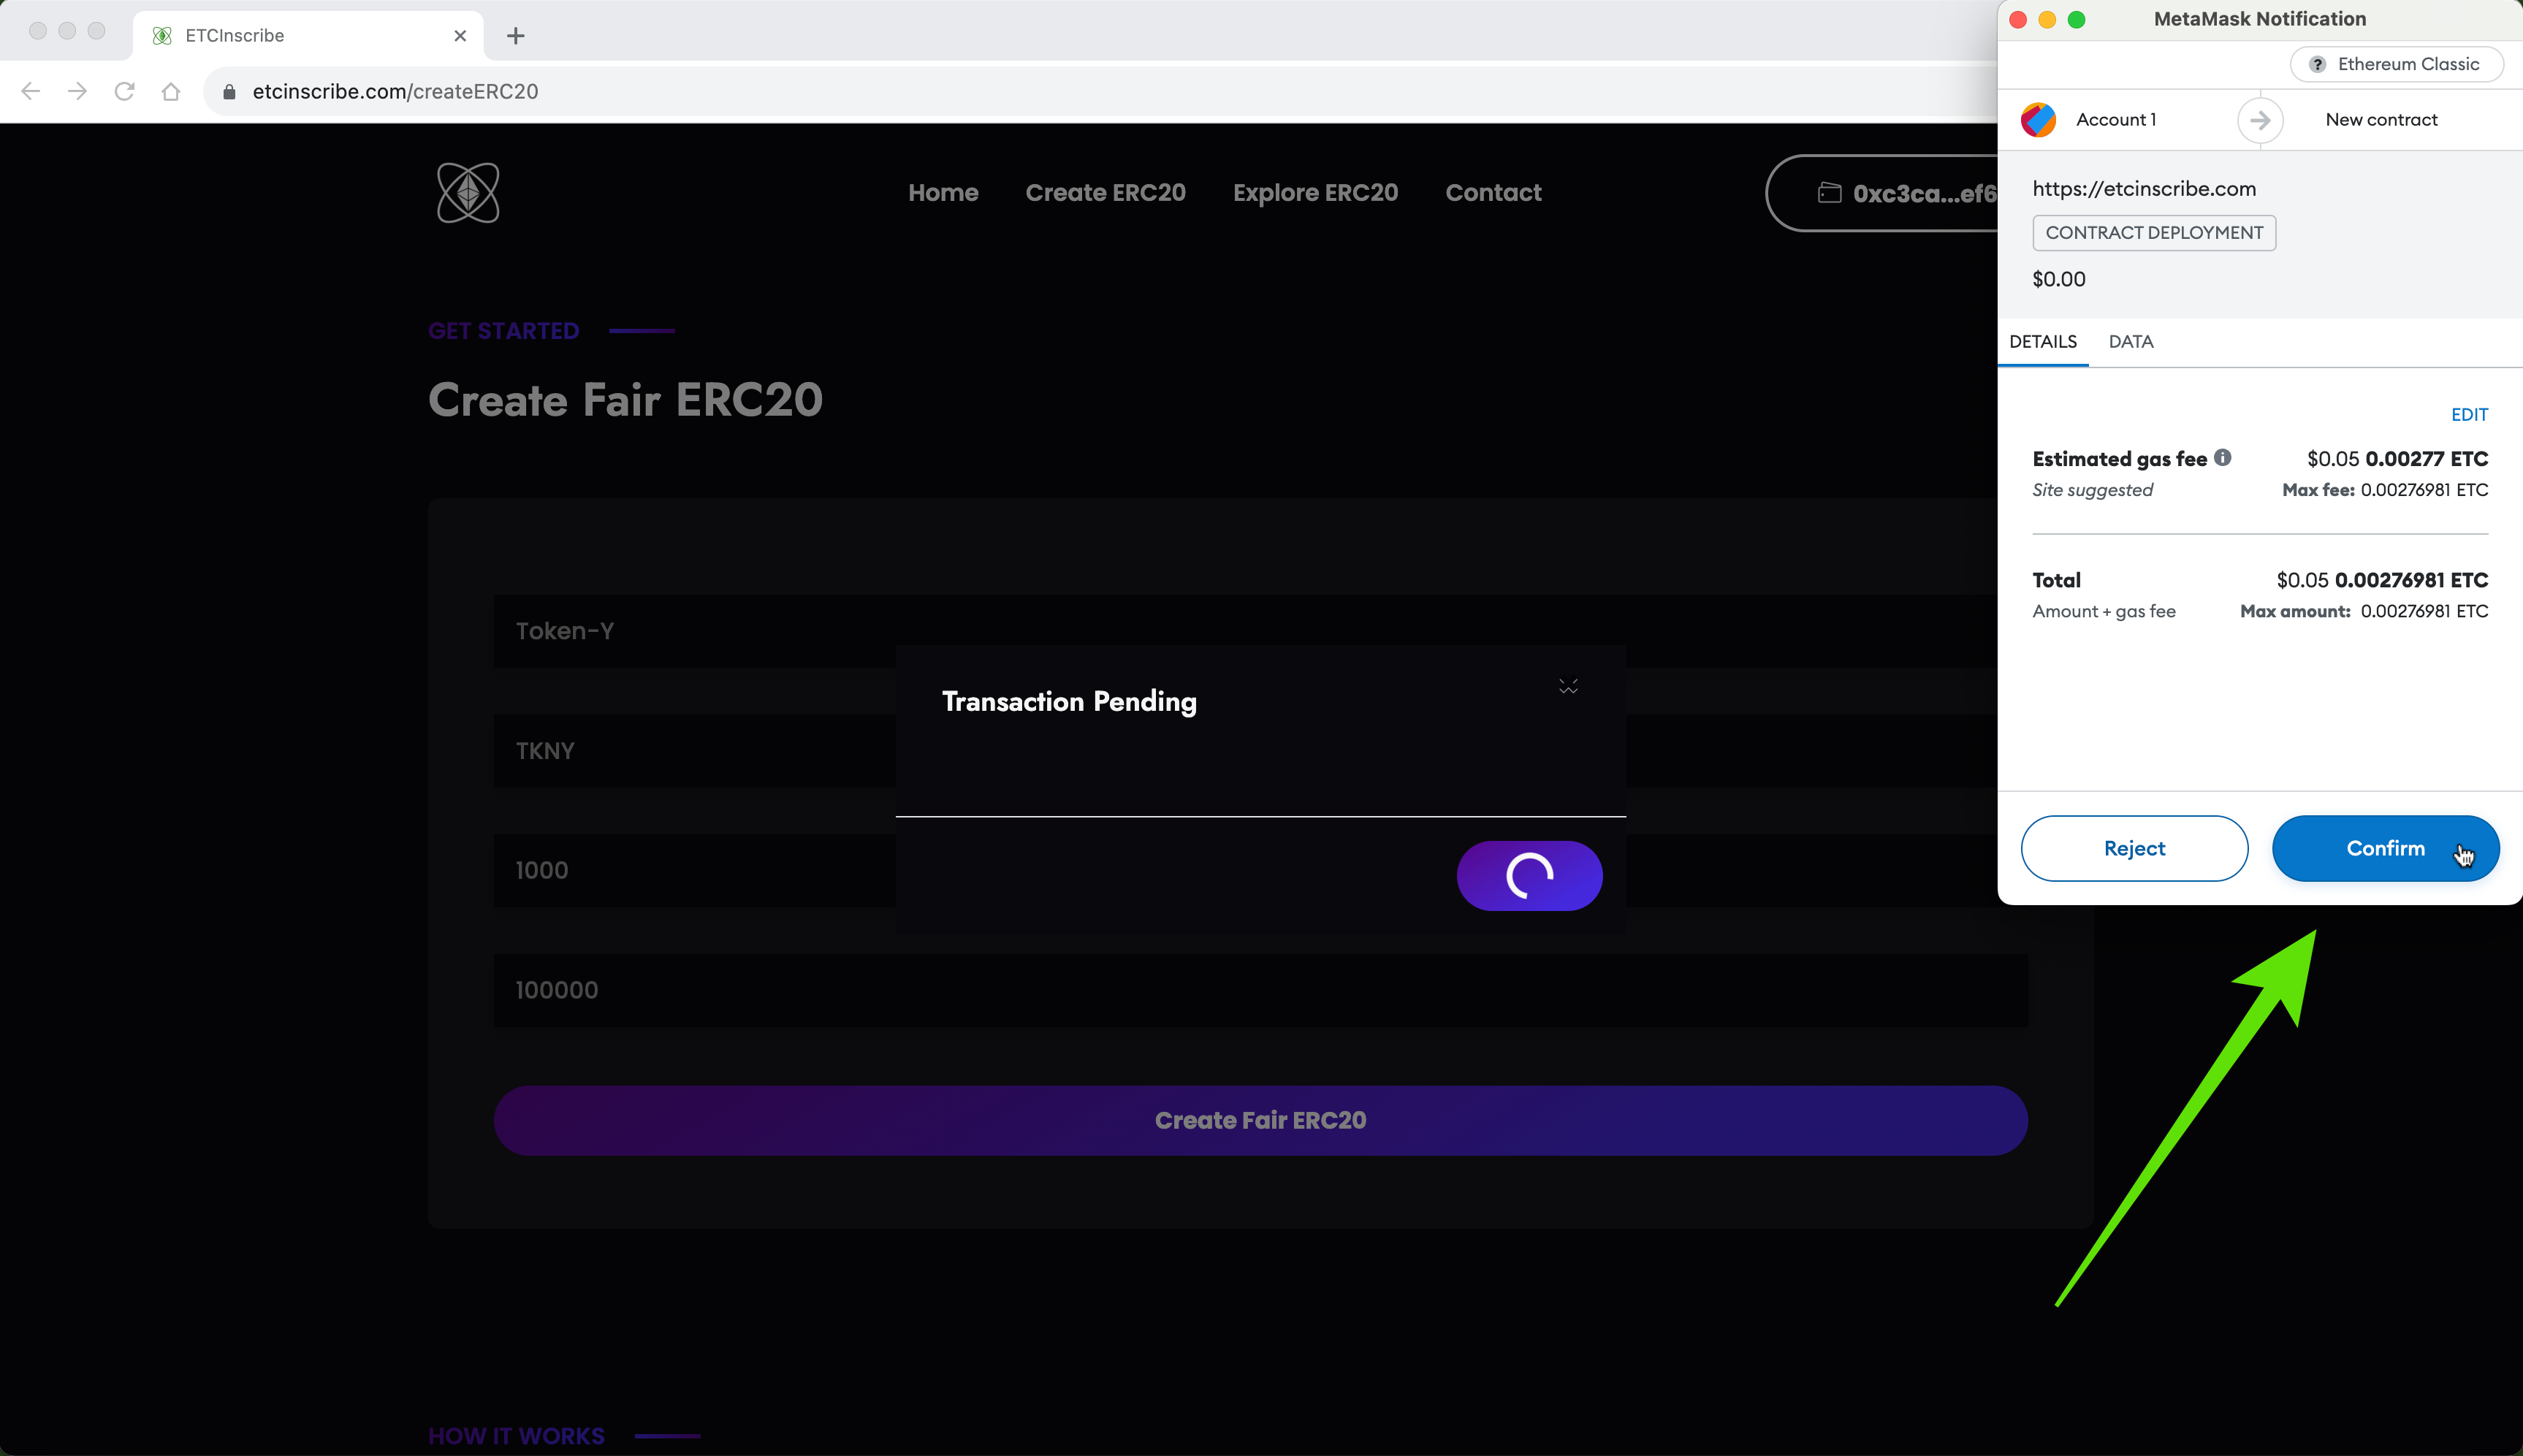 ETCInscribe
etcinscribe.com/createERC20
Home Create ERC20 Explore ERC20 Contact 0xc3ca...ef6
GET STARTED
Create Fair ERC20
Token-Y
TKNY
1000
100000
Transaction Pending
Create Fair ERC20
HOW IT WORKS
MetaMask Notification
? Ethereum Classic
Account 1 New contract
https://etcinscribe.com
CONTRACT DEPLOYMENT
$0.00
DETAILS DATA
EDIT
Estimated gas fee $0.05 0.00277 ETC
Site suggested Max fee: 0.00276981 ETC
Total $0.05 0.00276981 ETC
Amount + gas fee Max amount: 0.00276981 ETC
Reject Confirm